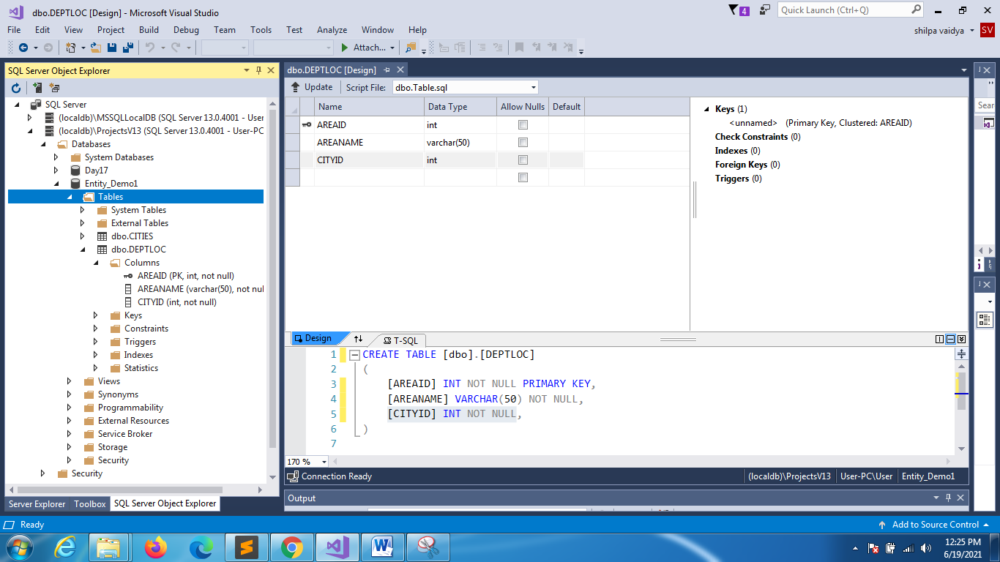 dbo.DEPTLOC [Design] - Microsoft Visual Studio
4
Quick Launch (Ctrl+Q)
File Edit View Project Build Debug Team Tools Test Analyze Window Help
shilpa vaidya SV
Attach...
SQL Server Object Explorer
SQL Server
(localdb)\MSSQLLocalDB (SQL Server 13.0.4001 - User
(localdb)\ProjectsV13 (SQL Server 13.0.4001 - User-PC
Databases
System Databases
Day17
Entity_Demo1
Tables
System Tables
External Tables
dbo.CITIES
dbo.DEPTLOC
Columns
AREAID (PK, int, not null)
AREANAME (varchar(50), not nul
CITYID (int, not null)
Keys
Constraints
Triggers
Indexes
Statistics
Views
Synonyms
Programmability
External Resources
Service Broker
Storage
Security
Security
Server Explorer Toolbox SQL Server Object Explorer
dbo.DEPTLOC [Design]
Update Script File: dbo.Table.sql
Name Data Type Allow Nulls Default
AREAID int
AREANAME varchar(50)
CITYID int
Keys (1)
<unnamed> (Primary Key, Clustered: AREAID)
Check Constraints (0)
Indexes (0)
Foreign Keys (0)
Triggers (0)
Sear
Design T-SQL
1 CREATE TABLE [dbo].[DEPTLOC]
2 (
3 [AREAID] INT NOT NULL PRIMARY KEY,
4 [AREANAME] VARCHAR(50) NOT NULL,
5 [CITYID] INT NOT NULL,
6 )
7
170 %
Connection Ready (localdb)\ProjectsV13 User-PC\User Entity_Demo1
Output
Ready Add to Source Control
12:25 PM
6/19/2021